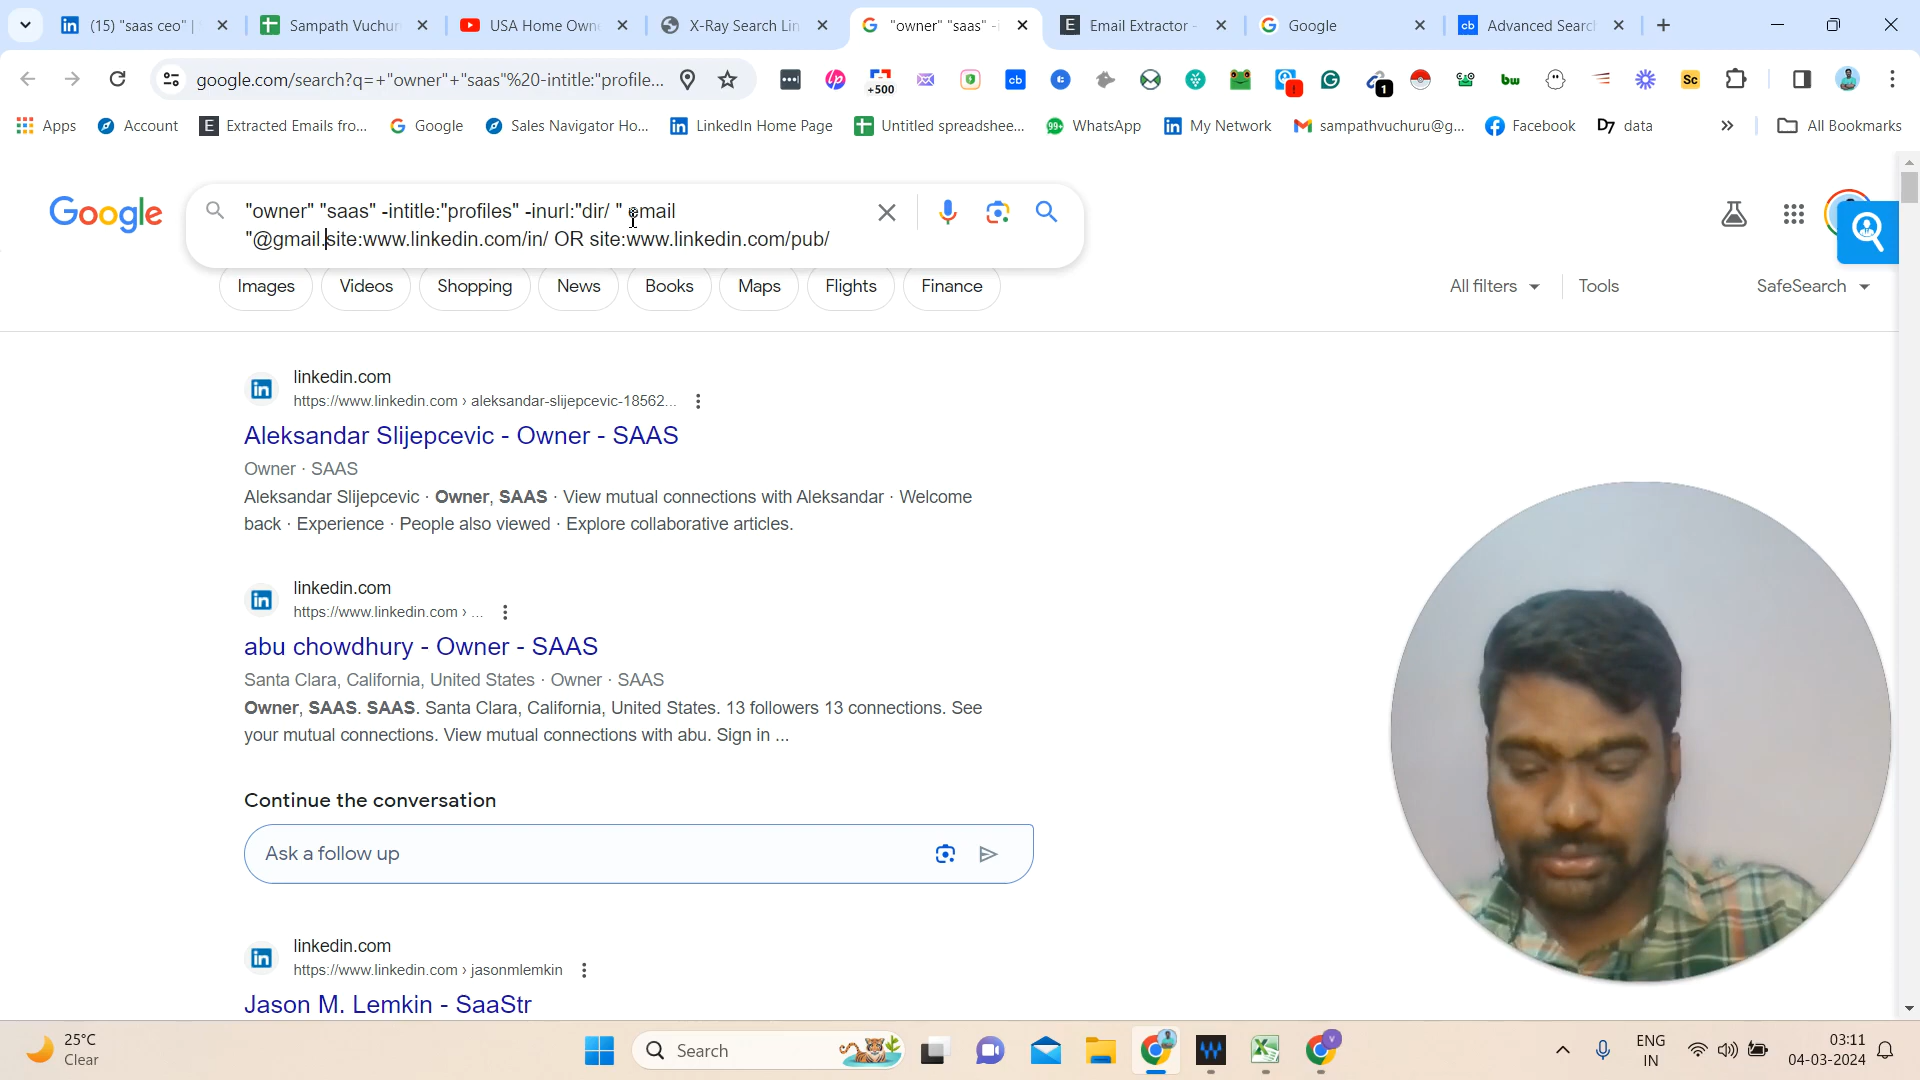 (15) "saas ceo" |
Sampath Vuchur
USA Home Own
X-Ray Search Lin
"owner" "saas" -i
Email Extractor -
Google
Advanced Searc
google.com/search?q=+"owner"+"saas"%20-intitle:"profile...
+500
1
Apps
Account
Extracted Emails fro...
Google
Sales Navigator Ho...
LinkedIn Home Page
Untitled spreadshee...
WhatsApp
My Network
sampathvuchuru@g...
Facebook
data
All Bookmarks
Google
"owner" "saas" -intitle:"profiles" -inurl:"dir/ " email
"@gmail.site:www.linkedin.com/in/ OR site:www.linkedin.com/pub/
Images
Videos
Shopping
News
Books
Maps
Flights
Finance
All filters
Tools
SafeSearch
linkedin.com
https://www.linkedin.com › aleksandar-slijepcevic-18562...
Aleksandar Slijepcevic - Owner - SAAS
Owner · SAAS
Aleksandar Slijepcevic · Owner, SAAS · View mutual connections with Aleksandar · Welcome
back · Experience · People also viewed · Explore collaborative articles.
linkedin.com
https://www.linkedin.com › ...
abu chowdhury - Owner - SAAS
Santa Clara, California, United States · Owner · SAAS
Owner, SAAS. SAAS. Santa Clara, California, United States. 13 followers 13 connections. See
your mutual connections. View mutual connections with abu. Sign in ...
Continue the conversation
Ask a follow up
linkedin.com
https://www.linkedin.com › jasonmlemkin
Jason M. Lemkin - SaaStr
25°C
Clear
Search
ENG
IN
03:11
04-03-2024